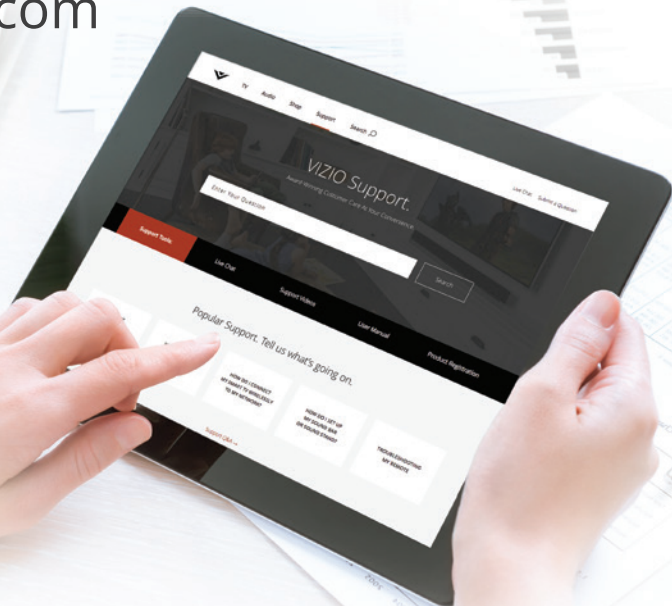 com
TV Audio Shop Support Search
Live Chat Submit a Question
VIZIO Support.
Award Winning Customer Care At Your Convenience
Enter Your Question
Search
Support Tools
Live Chat
Support Videos
User Manual
Product Registration
Popular Support. Tell us what's going on.
HOW DO I CONNECT
MY SMART TV WIRELESSLY
TO MY NETWORK?
HOW DO I SET UP
MY SOUND BAR
OR SOUND STAND?
TROUBLESHOOTING
MY REMOTE
Support Q&A →